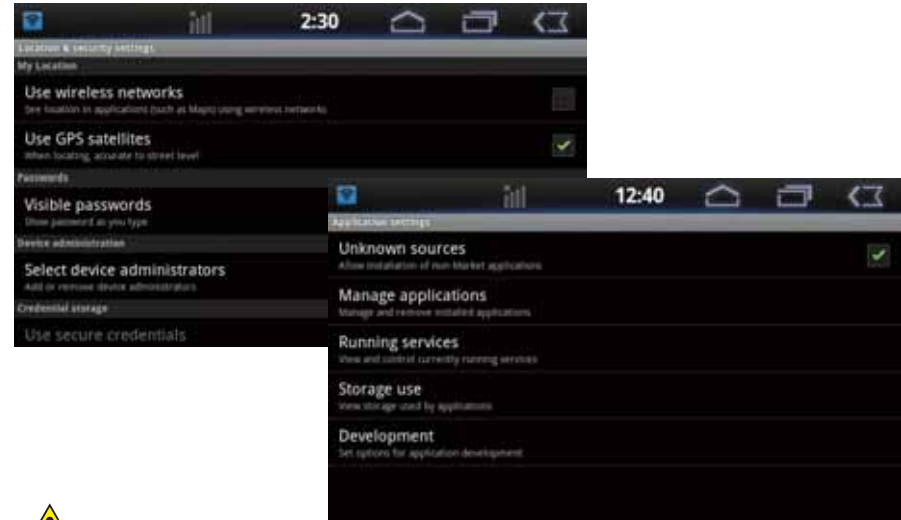 2:30
Location & security settings
My Location
Use wireless networks
See location in applications (such as Maps) using wireless networks
Use GPS satellites
When locating, accurate to street level
Passwords
Visible passwords
Show password as you type
Device administration
Select device administrators
Add or remove device administrators
Credential storage
Use secure credentials
12:40
Application settings
Unknown sources
Allow installation of non-Market applications
Manage applications
Manage and remove installed applications
Running services
View and control currently running services
Storage use
View storage used by applications
Development
Set options for application development